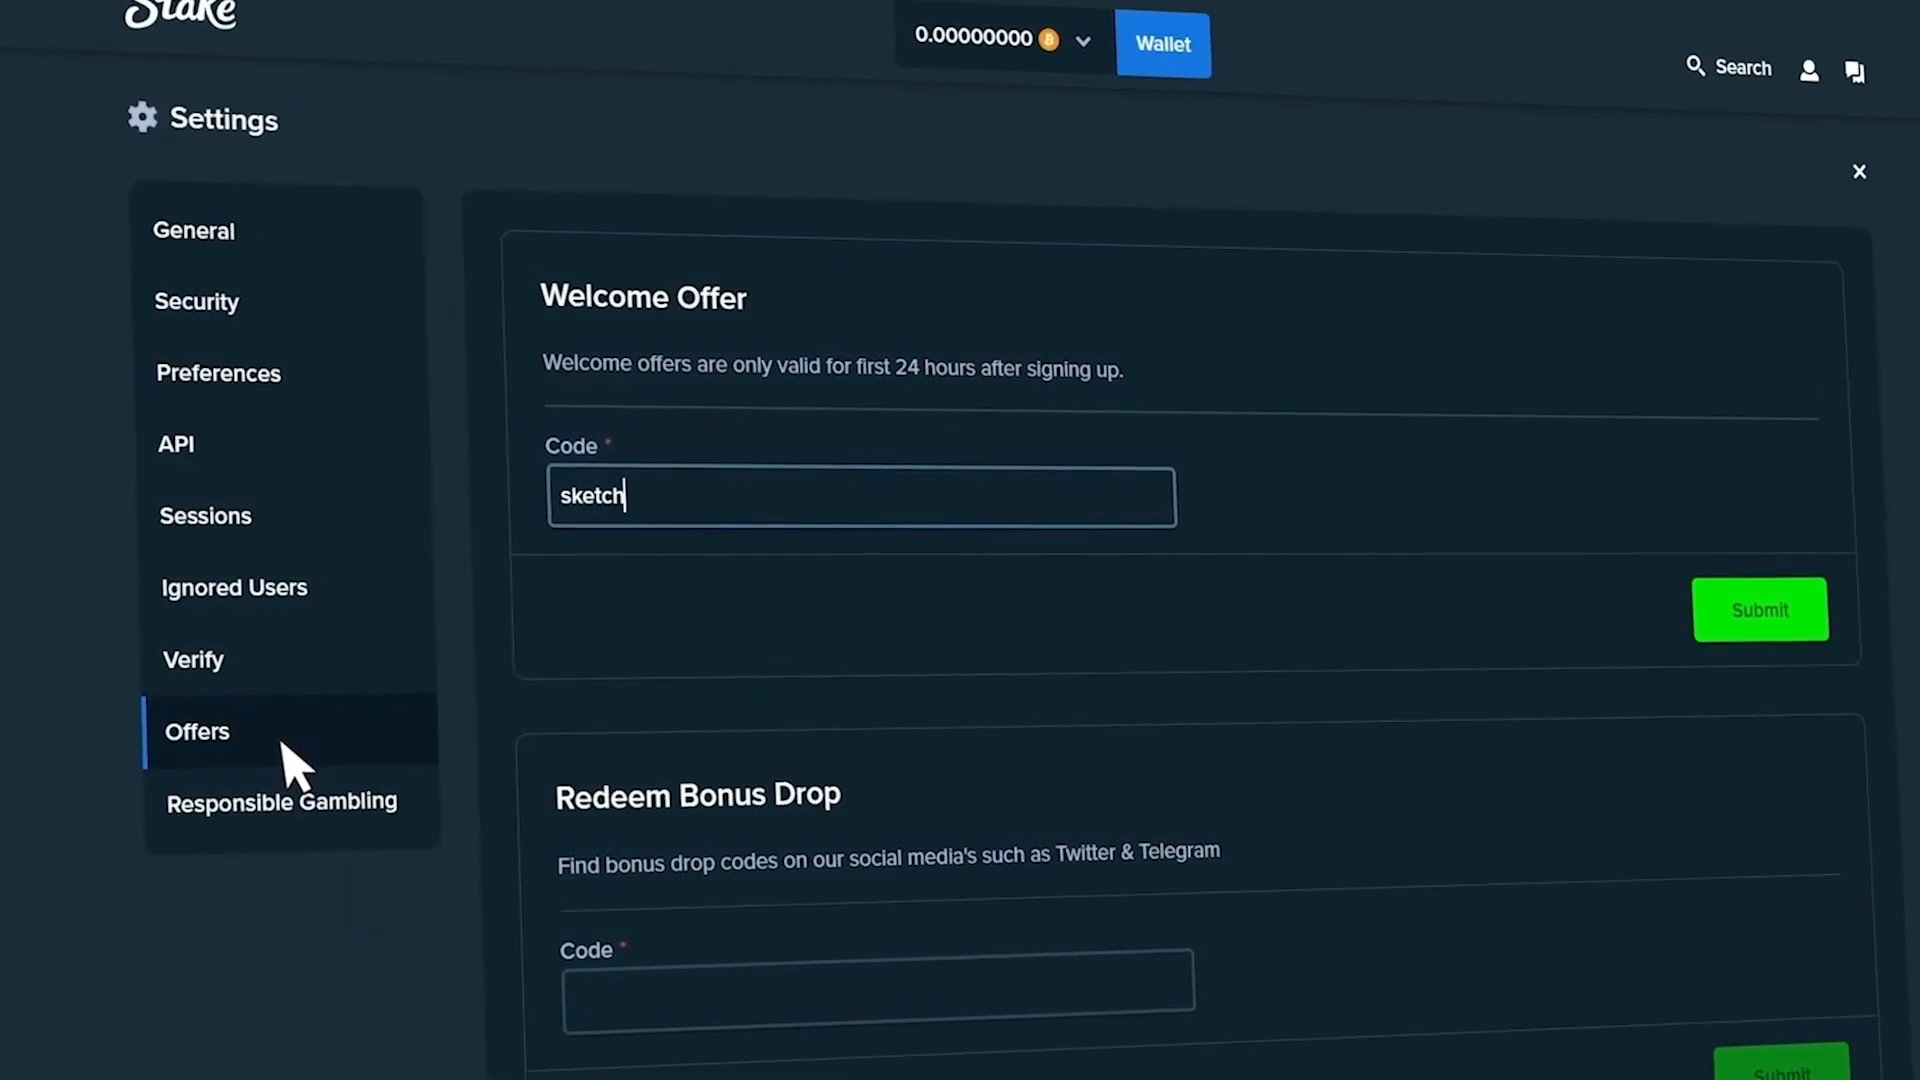 Stake
0.00000000
Wallet
Search
Settings
General
Security
Preferences
API
Sessions
Ignored Users
Verify
Offers
Responsible Gambling
Welcome Offer
Welcome offers are only valid for first 24 hours after signing up.
Code *
sketch
Submit
Redeem Bonus Drop
Find bonus drop codes on our social media's such as Twitter & Telegram
Code *
Submit